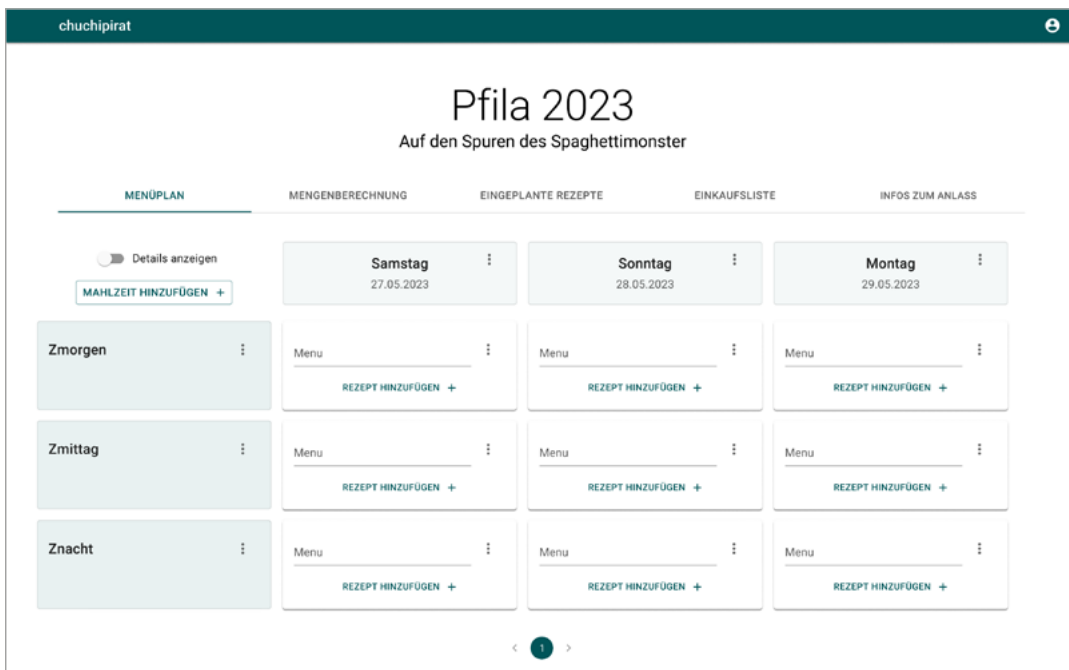 chuchipirat
Pfila 2023
Auf den Spuren des Spaghettimonster
MENÜPLAN MENGENBERECHNUNG EINGEPLANTE REZEPTE EINKAUFSLISTE INFOS ZUM ANLASS
Details anzeigen
MAHLZEIT HINZUFÜGEN +
Samstag Sonntag Montag
27.05.2023 28.05.2023 29.05.2023
Zmorgen
Menu Menu Menu
REZEPT HINZUFÜGEN + REZEPT HINZUFÜGEN + REZEPT HINZUFÜGEN +
Zmittag
Menu Menu Menu
REZEPT HINZUFÜGEN + REZEPT HINZUFÜGEN + REZEPT HINZUFÜGEN +
Znacht
Menu Menu Menu
REZEPT HINZUFÜGEN + REZEPT HINZUFÜGEN + REZEPT HINZUFÜGEN +
< 1 >